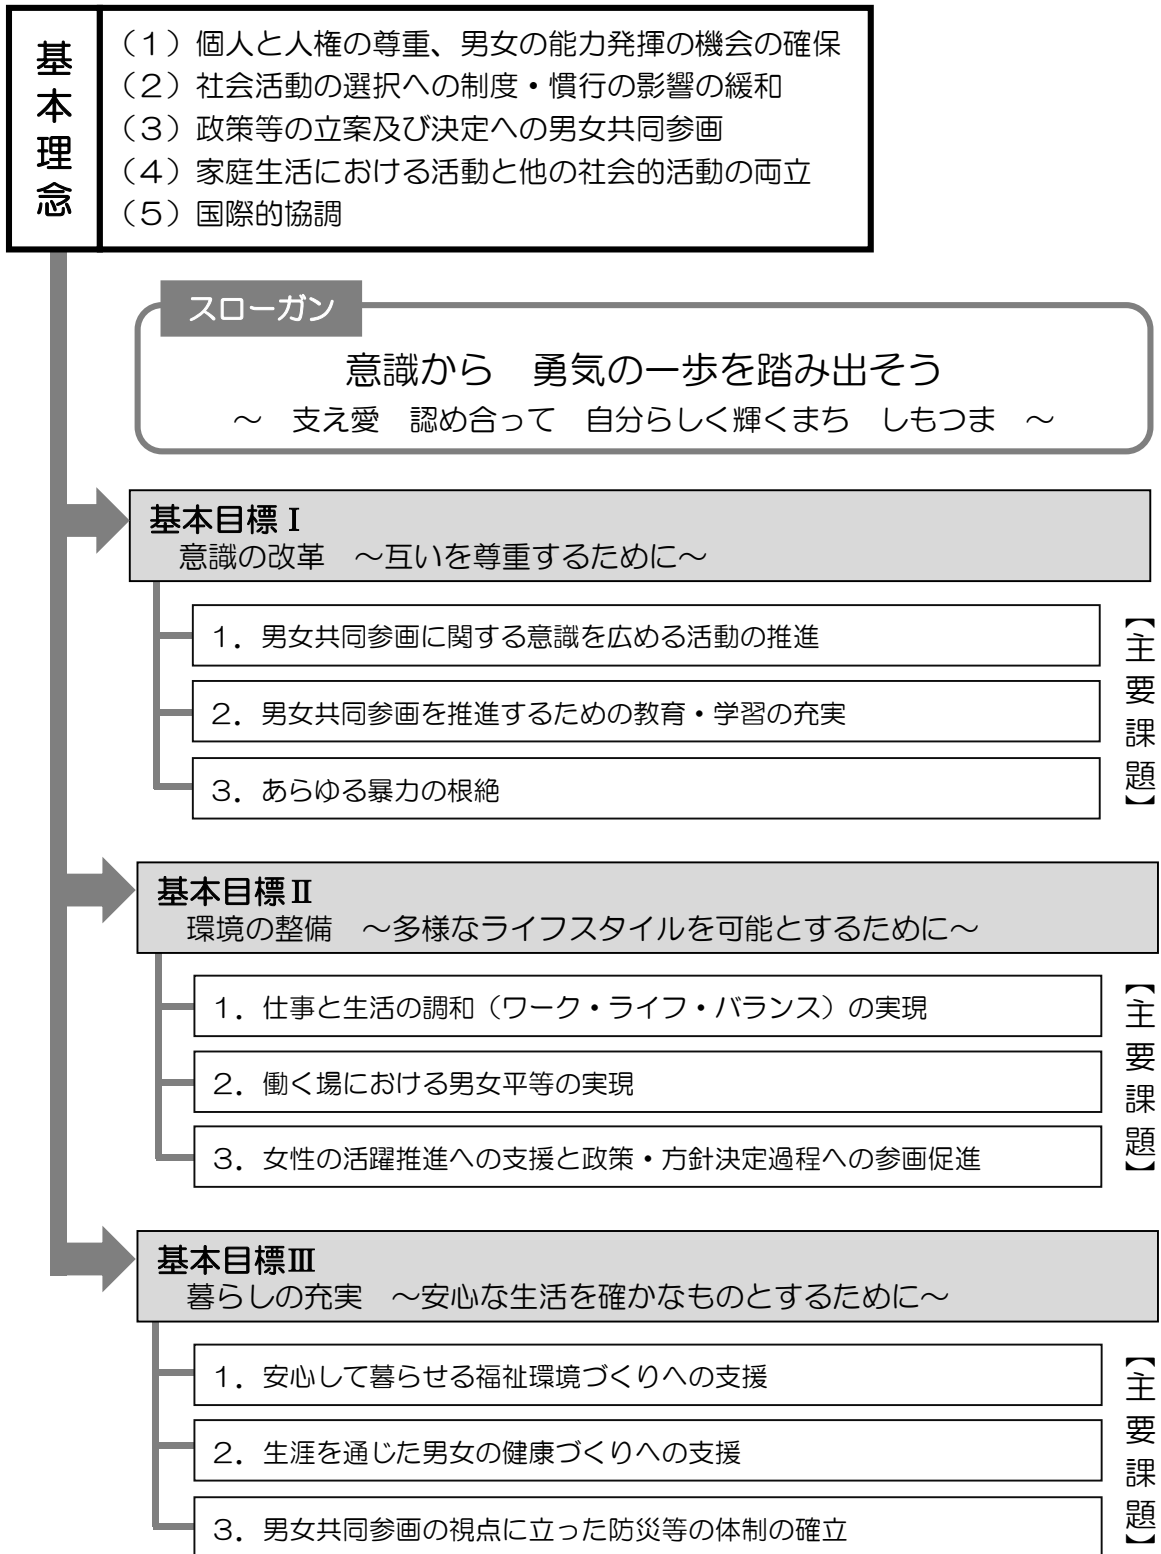 基本理念
（１）個人と人権の尊重、男女の能力発揮の機会の確保
（２）社会活動の選択への制度・慣行の影響の緩和
（３）政策等の立案及び決定への男女共同参画
（４）家庭生活における活動と他の社会的活動の両立
（５）国際的協調
スローガン
意識から　勇気の一歩を踏み出そう
～　支え愛　認め合って　自分らしく輝くまち　しもつま　～
基本目標Ⅰ
意識の改革　～互いを尊重するために～
１．男女共同参画に関する意識を広める活動の推進
２．男女共同参画を推進するための教育・学習の充実
３．あらゆる暴力の根絶
【主要課題】
基本目標Ⅱ
環境の整備　～多様なライフスタイルを可能とするために～
１．仕事と生活の調和（ワーク・ライフ・バランス）の実現
２．働く場における男女平等の実現
３．女性の活躍推進への支援と政策・方針決定過程への参画促進
【主要課題】
基本目標Ⅲ
暮らしの充実　～安心な生活を確かなものとするために～
１．安心して暮らせる福祉環境づくりへの支援
２．生涯を通じた男女の健康づくりへの支援
３．男女共同参画の視点に立った防災等の体制の確立
【主要課題】